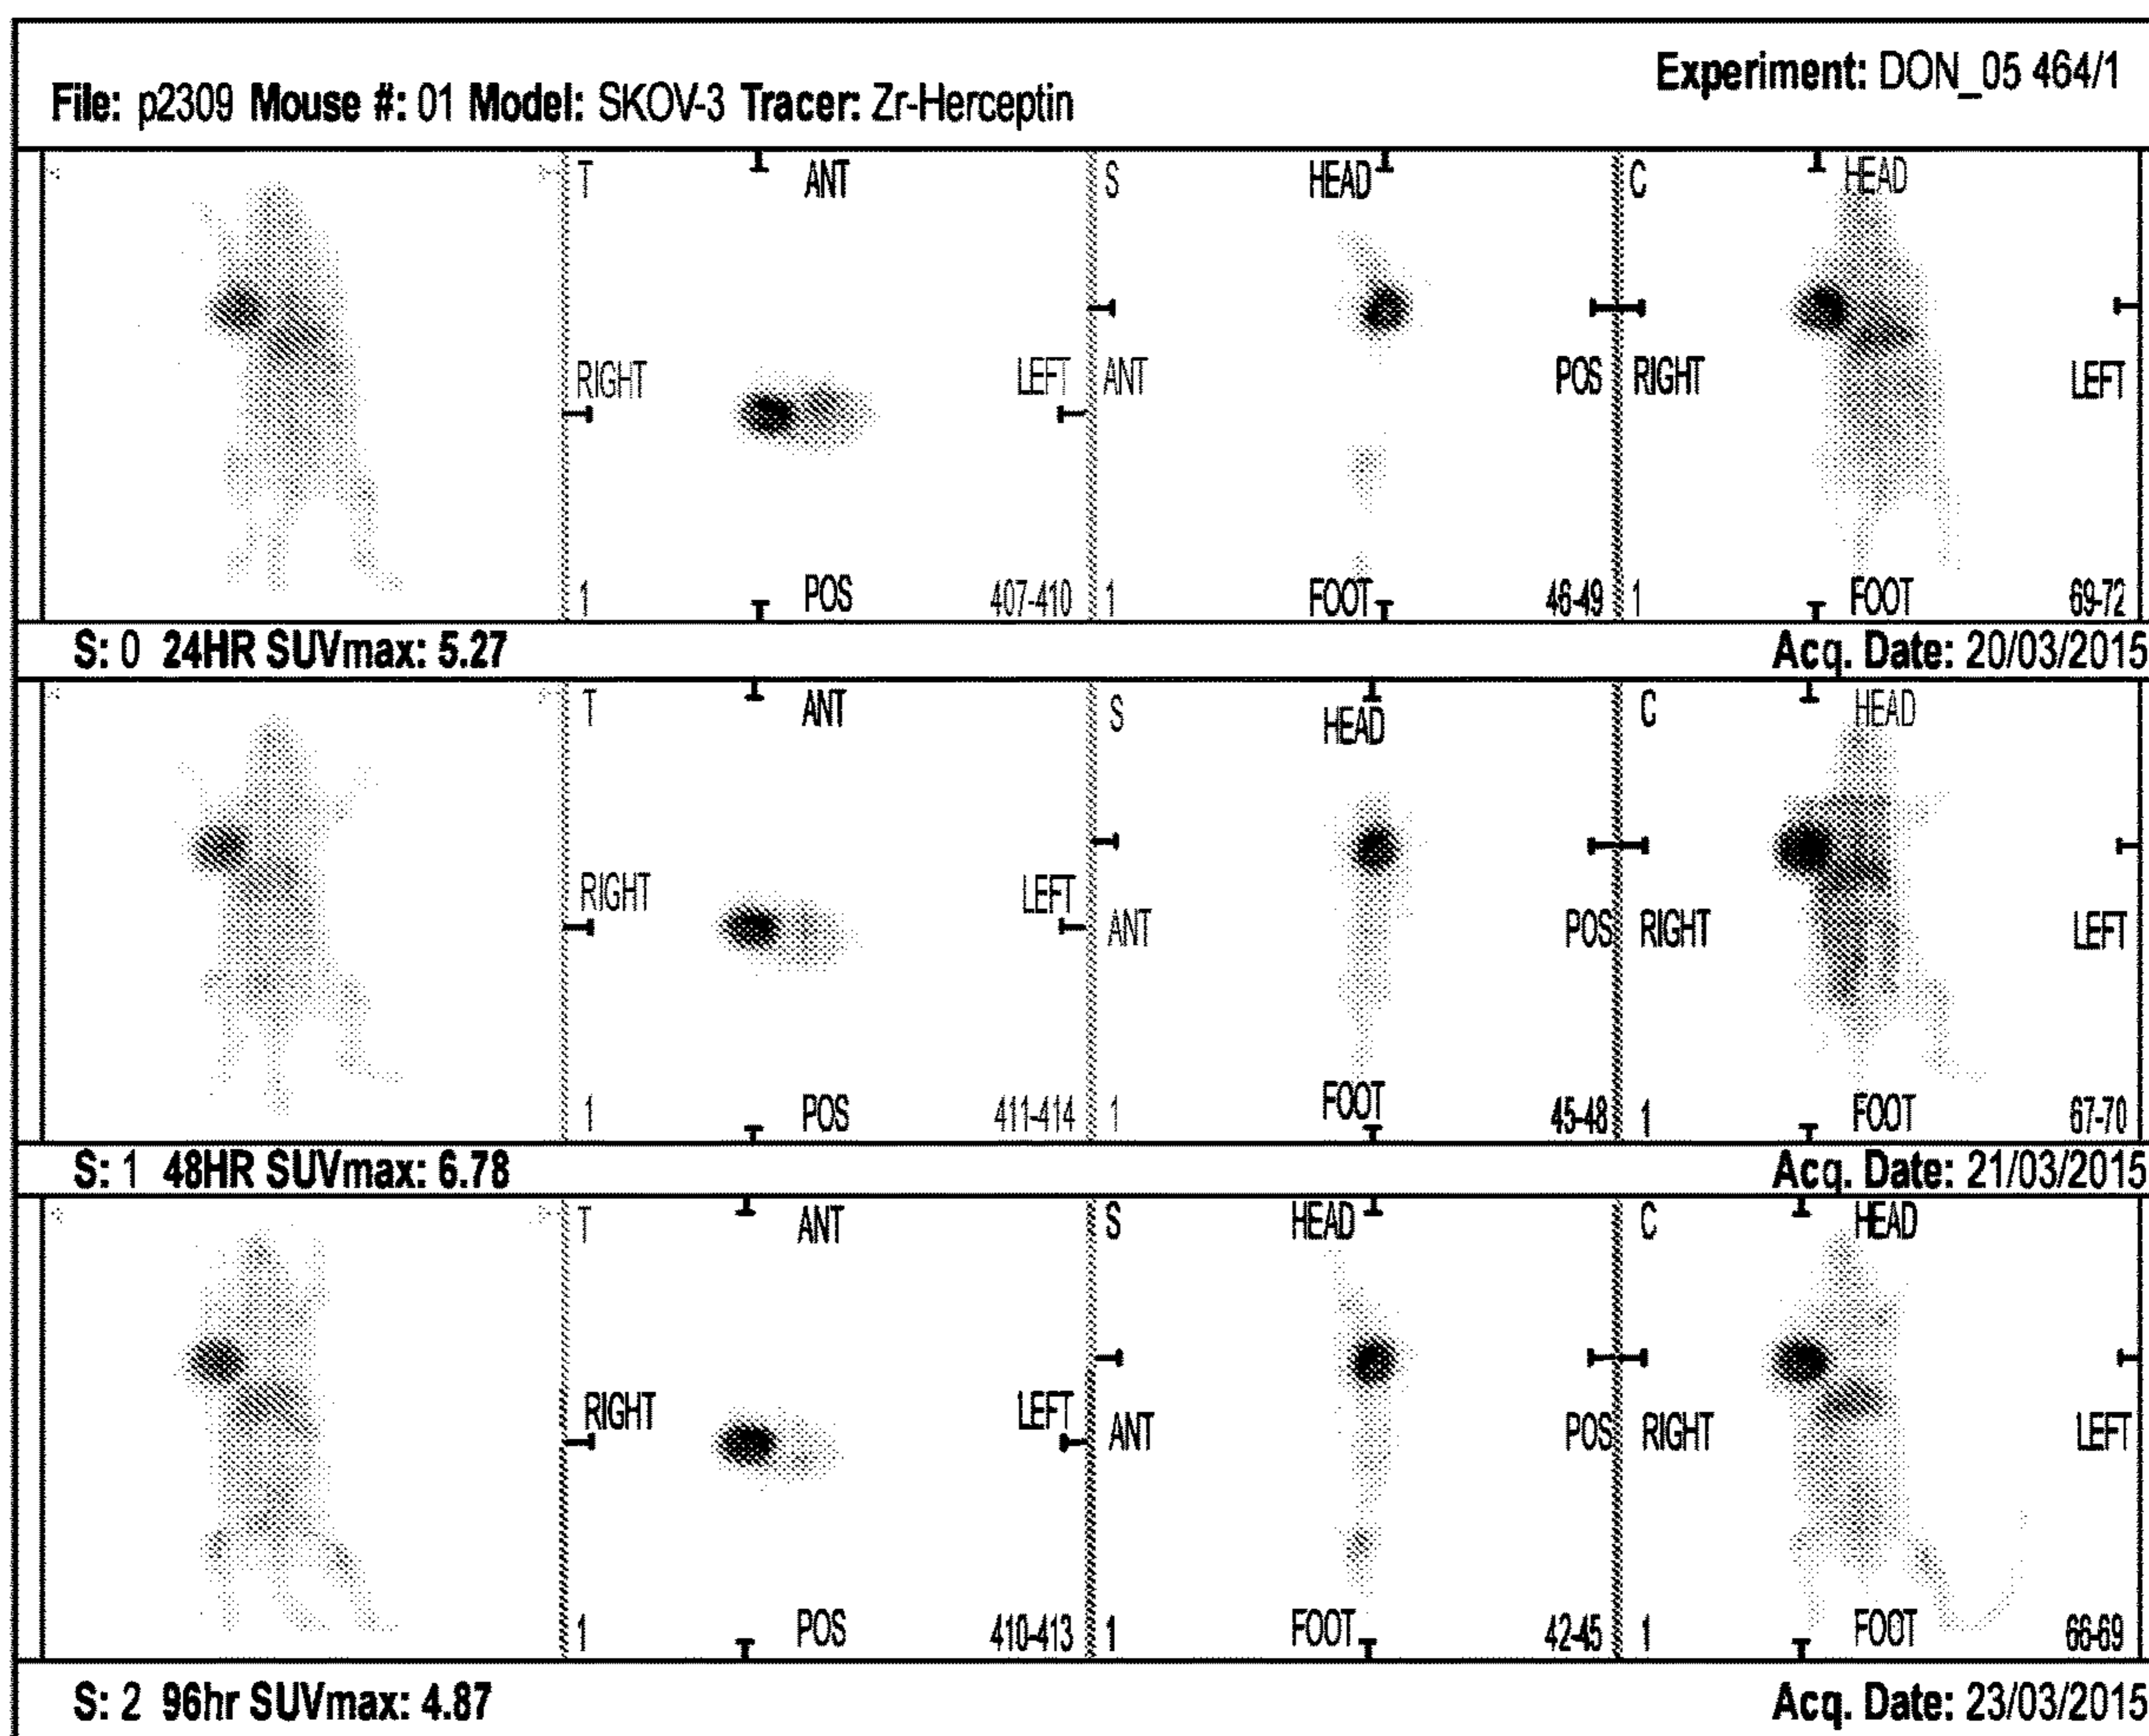 Experiment: DON_05 464/1
File: p2309 Mouse #: 01 Model: SKOV-3 Tracer: Zr-Herceptin
T ANT S HEAD C HEAD
RIGHT LEFT ANT POS RIGHT LEFT
1 POS 407-410 1 FOOT 46-49 1 FOOT 69-72
S: 0 24HR SUVmax: 5.27 Acq. Date: 20/03/2015
T ANT S HEAD C HEAD
RIGHT LEFT ANT POS RIGHT LEFT
1 POS 411-414 1 FOOT 45-48 1 FOOT 67-70
S: 1 48HR SUVmax: 6.78 Acq. Date: 21/03/2015
T ANT S HEAD C HEAD
RIGHT LEFT ANT POS RIGHT LEFT
1 POS 410-413 1 FOOT 42-45 1 FOOT 66-69
S: 2 96hr SUVmax: 4.87 Acq. Date: 23/03/2015